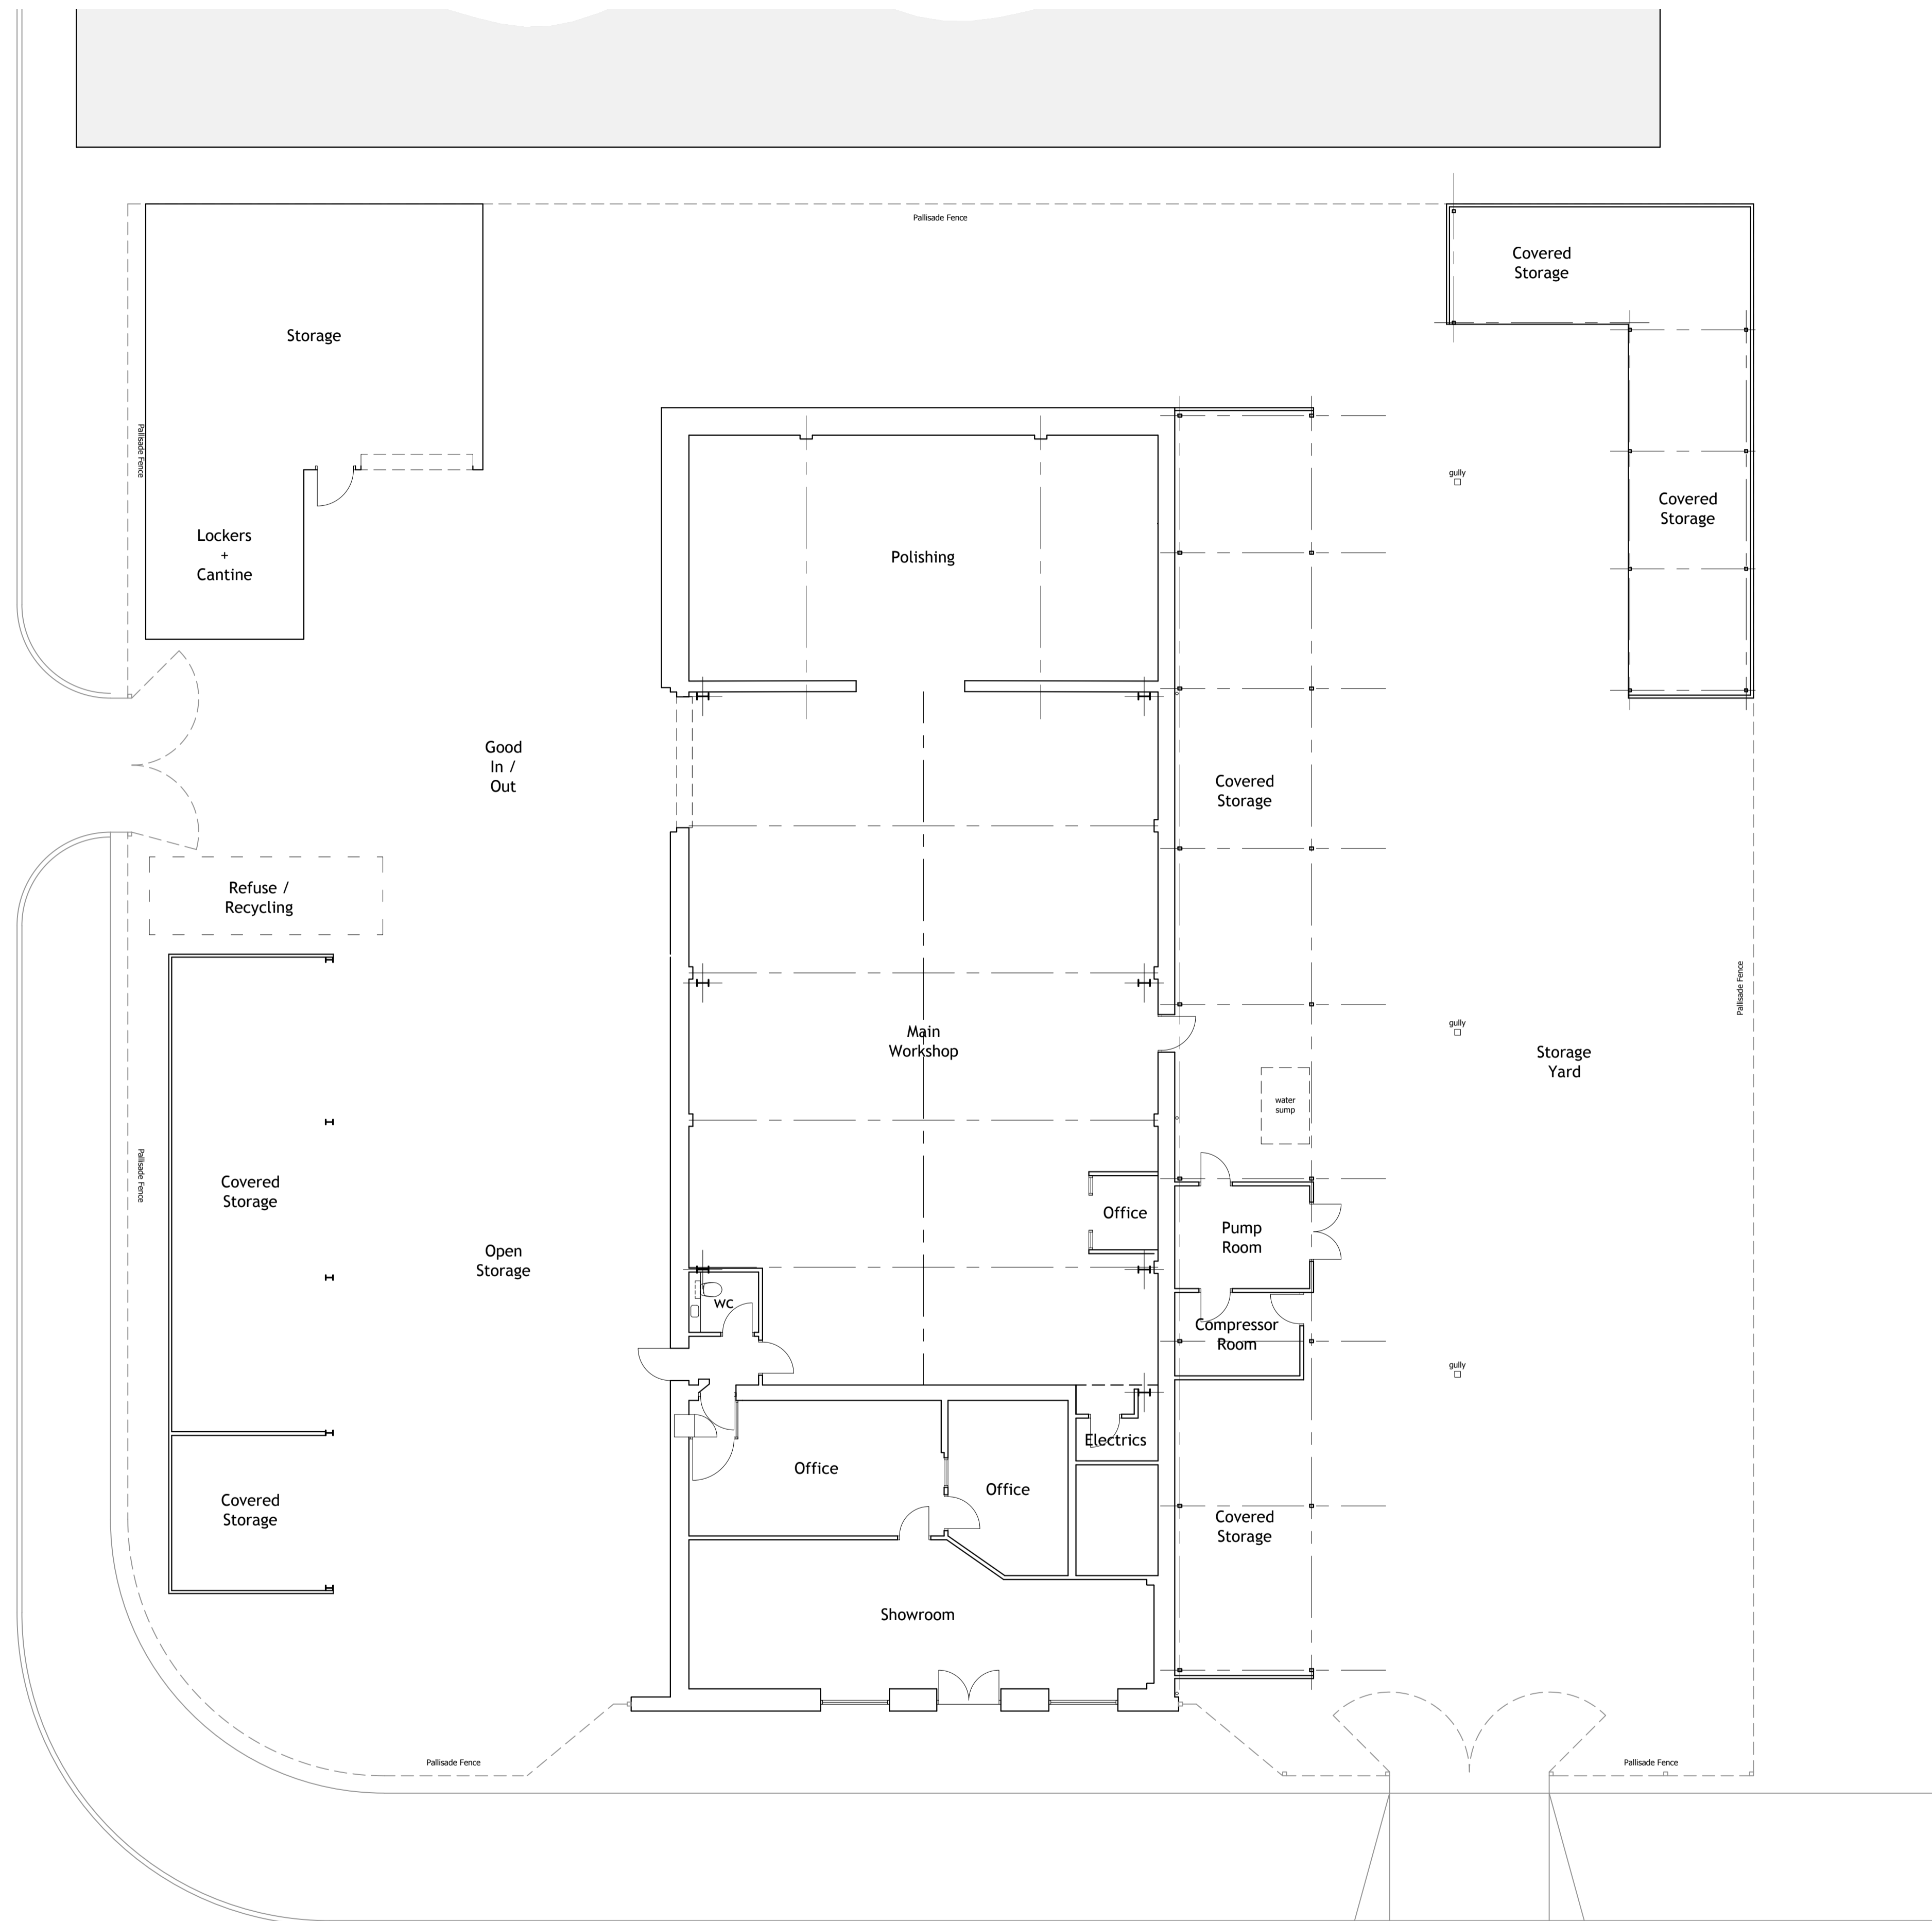 Pallisade Fence
Covered
Storage
Storage
Pallisade Fence
gully
Covered
Storage
Lockers
+
Cantine
Polishing
Good
In /
Out
Covered
Storage
Refuse /
Recycling
Pallisade Fence
gully
Main
Workshop
Storage
Yard
water
sump
Pallisade Fence
Covered
Storage
Office
Pump
Room
Open
Storage
WC
Compressor
Room
gully
Electrics
Office
Office
Covered
Storage
Covered
Storage
Showroom
Pallisade Fence
Pallisade Fence